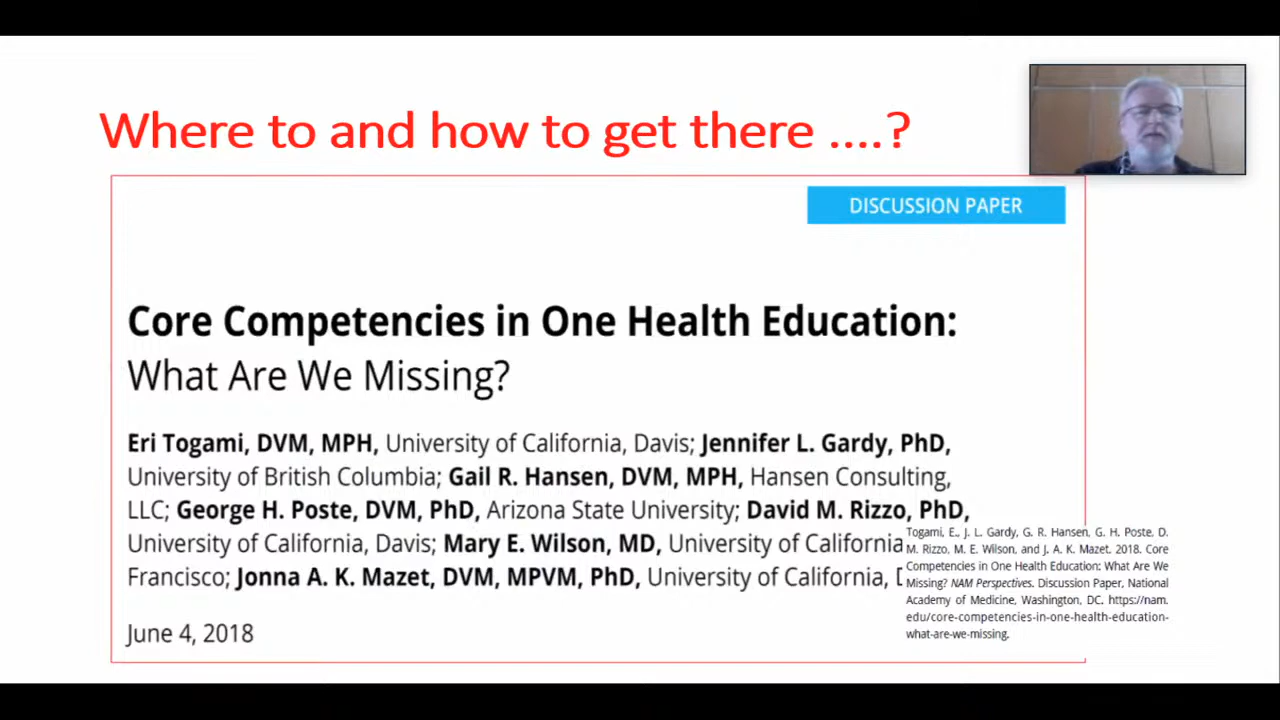 Where to and how to get there ....?
DISCUSSION PAPER
Core Competencies in One Health Education:
What Are We Missing?
Eri Togami, DVM, MPH, University of California, Davis; Jennifer L. Gardy, PhD,
University of British Columbia; Gail R. Hansen, DVM, MPH, Hansen Consulting,
LLC; George H. Poste, DVM, PhD, Arizona State University; David M. Rizzo, PhD,
University of California, Davis; Mary E. Wilson, MD, University of California
Francisco; Jonna A. K. Mazet, DVM, MPVM, PhD, University of California,
June 4, 2018
Togami, E., J. L. Gardy, G. R. Hansen, G. H. Poste, D.
M. Rizzo, M. E. Wilson, and J. A. K. Mazet. 2018. Core
Competencies in One Health Education: What Are We
Missing? NAM Perspectives. Discussion Paper, National
Academy of Medicine, Washington, DC. https://nam.
edu/core-competencies-in-one-health-education-
what-are-we-missing.